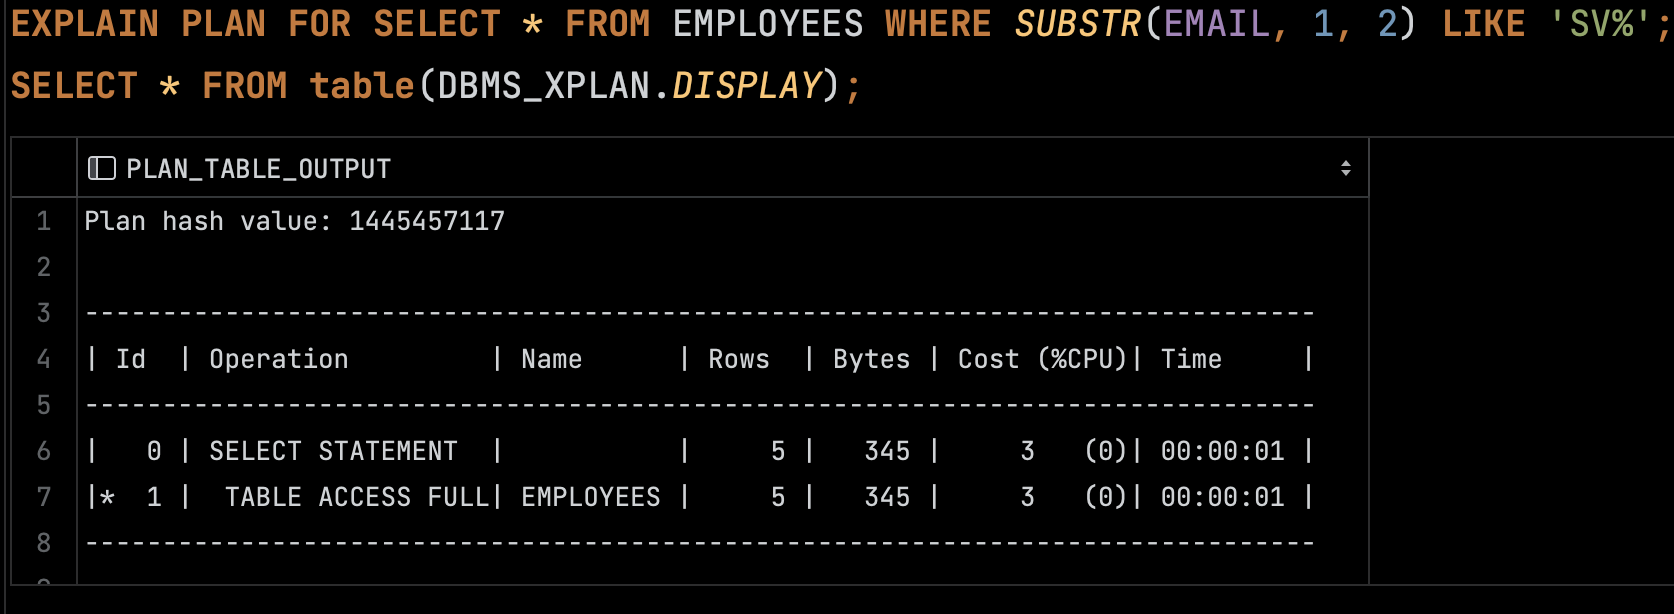 EXPLAIN PLAN FOR SELECT * FROM EMPLOYEES WHERE SUBSTR(EMAIL, 1, 2) LIKE 'SV%';
SELECT * FROM table(DBMS_XPLAN.DISPLAY);
PLAN_TABLE_OUTPUT
1 Plan hash value: 1445457117
2
3 -------------------------------------------------------------------------------
4 | Id  | Operation         | Name      | Rows  | Bytes | Cost (%CPU)| Time     |
5 -------------------------------------------------------------------------------
6 |   0 | SELECT STATEMENT  |           |     5 |   345 |     3   (0)| 00:00:01 |
7 |*  1 |  TABLE ACCESS FULL| EMPLOYEES |     5 |   345 |     3   (0)| 00:00:01 |
8 -------------------------------------------------------------------------------